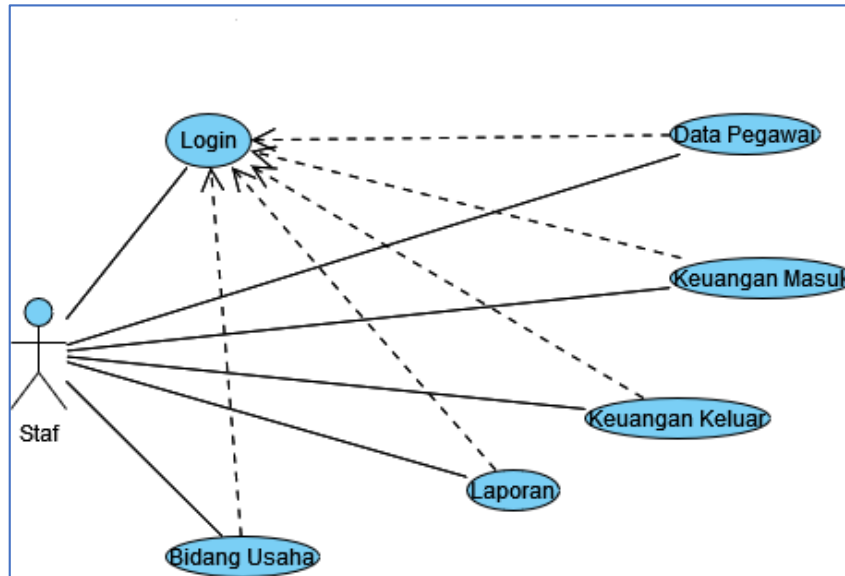 Login
Data Pegawai
Keuangan Masuk
Keuangan Keluar
Staf
Laporan
Bidang Usaha